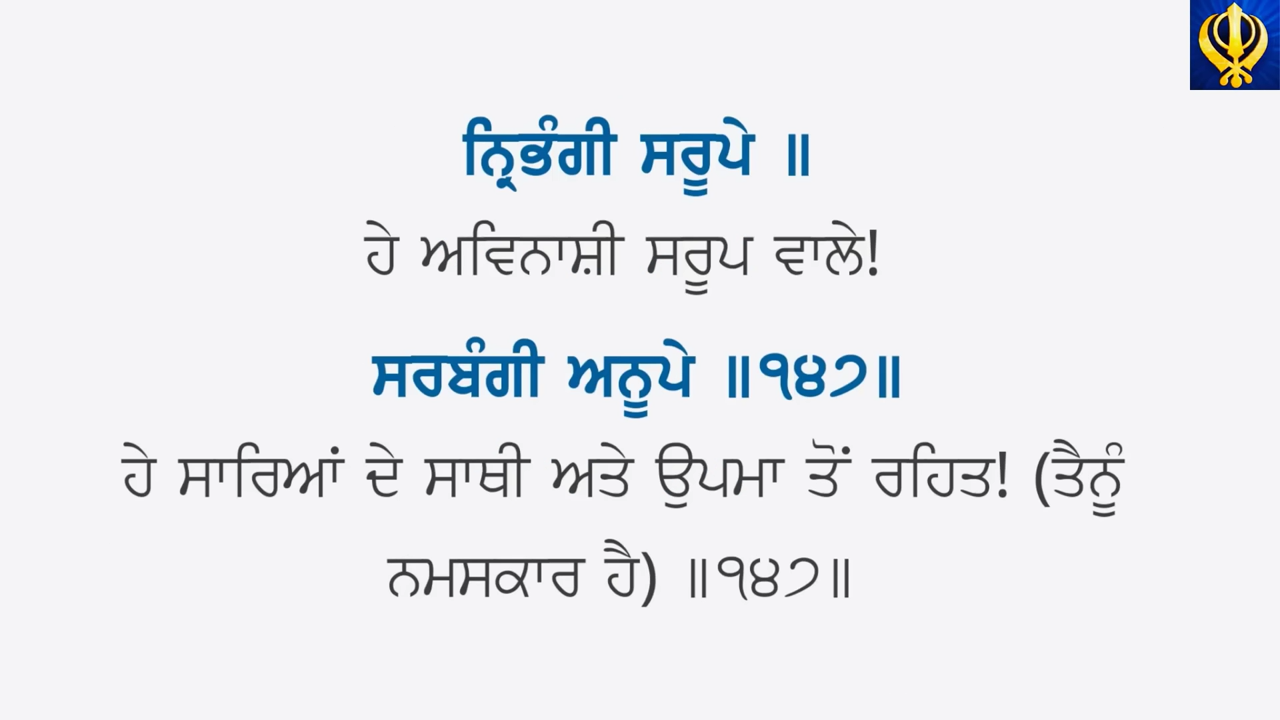 ਨ੍ਰਿਭੰਗੀ ਸਰੂਪੇ ॥
ਹੇ ਅਵਿਨਾਸ਼ੀ ਸਰੂਪ ਵਾਲੇ!
ਸਰਬੰਗੀ ਅਨੂਪੇ ॥੧੪੭॥
ਹੇ ਸਾਰਿਆਂ ਦੇ ਸਾਥੀ ਅਤੇ ਉਪਮਾ ਤੋਂ ਰਹਿਤ! (ਤੈਨੂੰ
ਨਮਸਕਾਰ ਹੈ) ॥੧੪੭॥